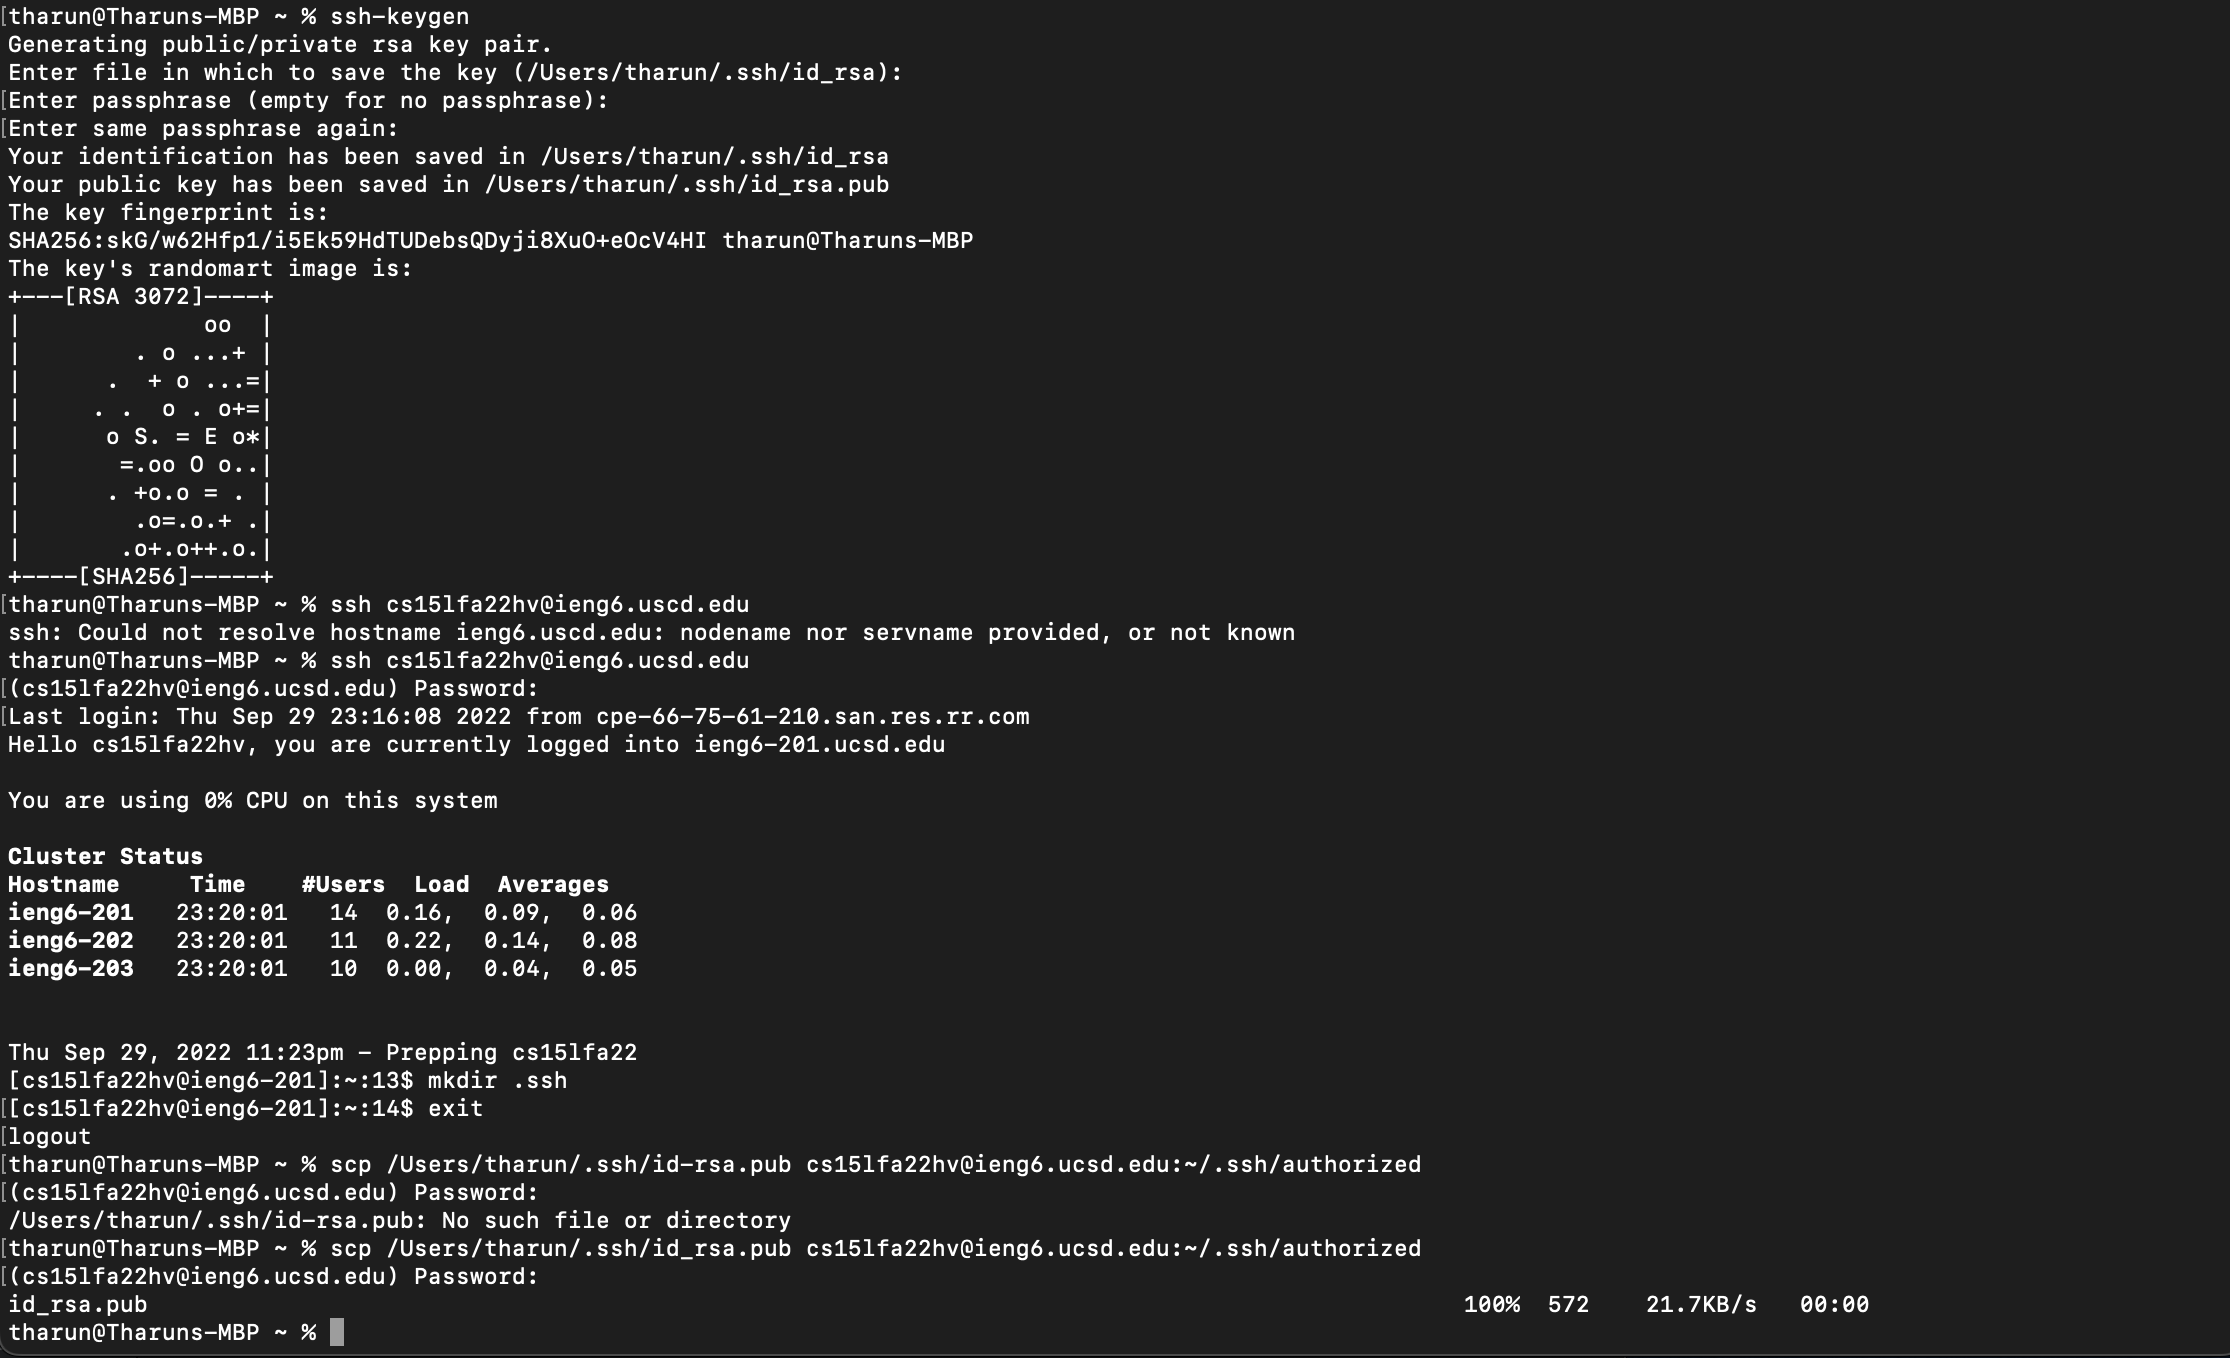 [tharun@Tharuns-MBP ~ % ssh-keygen
Generating public/private rsa key pair.
Enter file in which to save the key (/Users/tharun/.ssh/id_rsa):
[Enter passphrase (empty for no passphrase):
[Enter same passphrase again:
Your identification has been saved in /Users/tharun/.ssh/id_rsa
Your public key has been saved in /Users/tharun/.ssh/id_rsa.pub
The key fingerprint is:
SHA256:skG/w62Hfp1/i5Ek59HdTUDebsQDyji8XuO+eOcV4HI tharun@Tharuns-MBP
The key's randomart image is:
+---[RSA 3072]----+
|             oo  |
|        . o ...+ |
|      .  + o ...=|
|     . .  o . o+=|
|      o S. = E o*|
|       =.oo O o..|
|      . +o.o = . |
|        .o=.o.+ .|
|       .o+.o++.o.|
+----[SHA256]-----+
[tharun@Tharuns-MBP ~ % ssh cs15lfa22hv@ieng6.uscd.edu
ssh: Could not resolve hostname ieng6.uscd.edu: nodename nor servname provided, or not known
tharun@Tharuns-MBP ~ % ssh cs15lfa22hv@ieng6.ucsd.edu
[(cs15lfa22hv@ieng6.ucsd.edu) Password:
[Last login: Thu Sep 29 23:16:08 2022 from cpe-66-75-61-210.san.res.rr.com
Hello cs15lfa22hv, you are currently logged into ieng6-201.ucsd.edu
You are using 0% CPU on this system
Cluster Status
Hostname     Time    #Users  Load  Averages
ieng6-201   23:20:01   14  0.16,  0.09,  0.06
ieng6-202   23:20:01   11  0.22,  0.14,  0.08
ieng6-203   23:20:01   10  0.00,  0.04,  0.05
Thu Sep 29, 2022 11:23pm - Prepping cs15lfa22
[cs15lfa22hv@ieng6-201]:~:13$ mkdir .ssh
[[cs15lfa22hv@ieng6-201]:~:14$ exit
[logout
[tharun@Tharuns-MBP ~ % scp /Users/tharun/.ssh/id-rsa.pub cs15lfa22hv@ieng6.ucsd.edu:~/.ssh/authorized
[(cs15lfa22hv@ieng6.ucsd.edu) Password:
/Users/tharun/.ssh/id-rsa.pub: No such file or directory
[tharun@Tharuns-MBP ~ % scp /Users/tharun/.ssh/id_rsa.pub cs15lfa22hv@ieng6.ucsd.edu:~/.ssh/authorized
[(cs15lfa22hv@ieng6.ucsd.edu) Password:
id_rsa.pub 100% 572 21.7KB/s 00:00
tharun@Tharuns-MBP ~ %